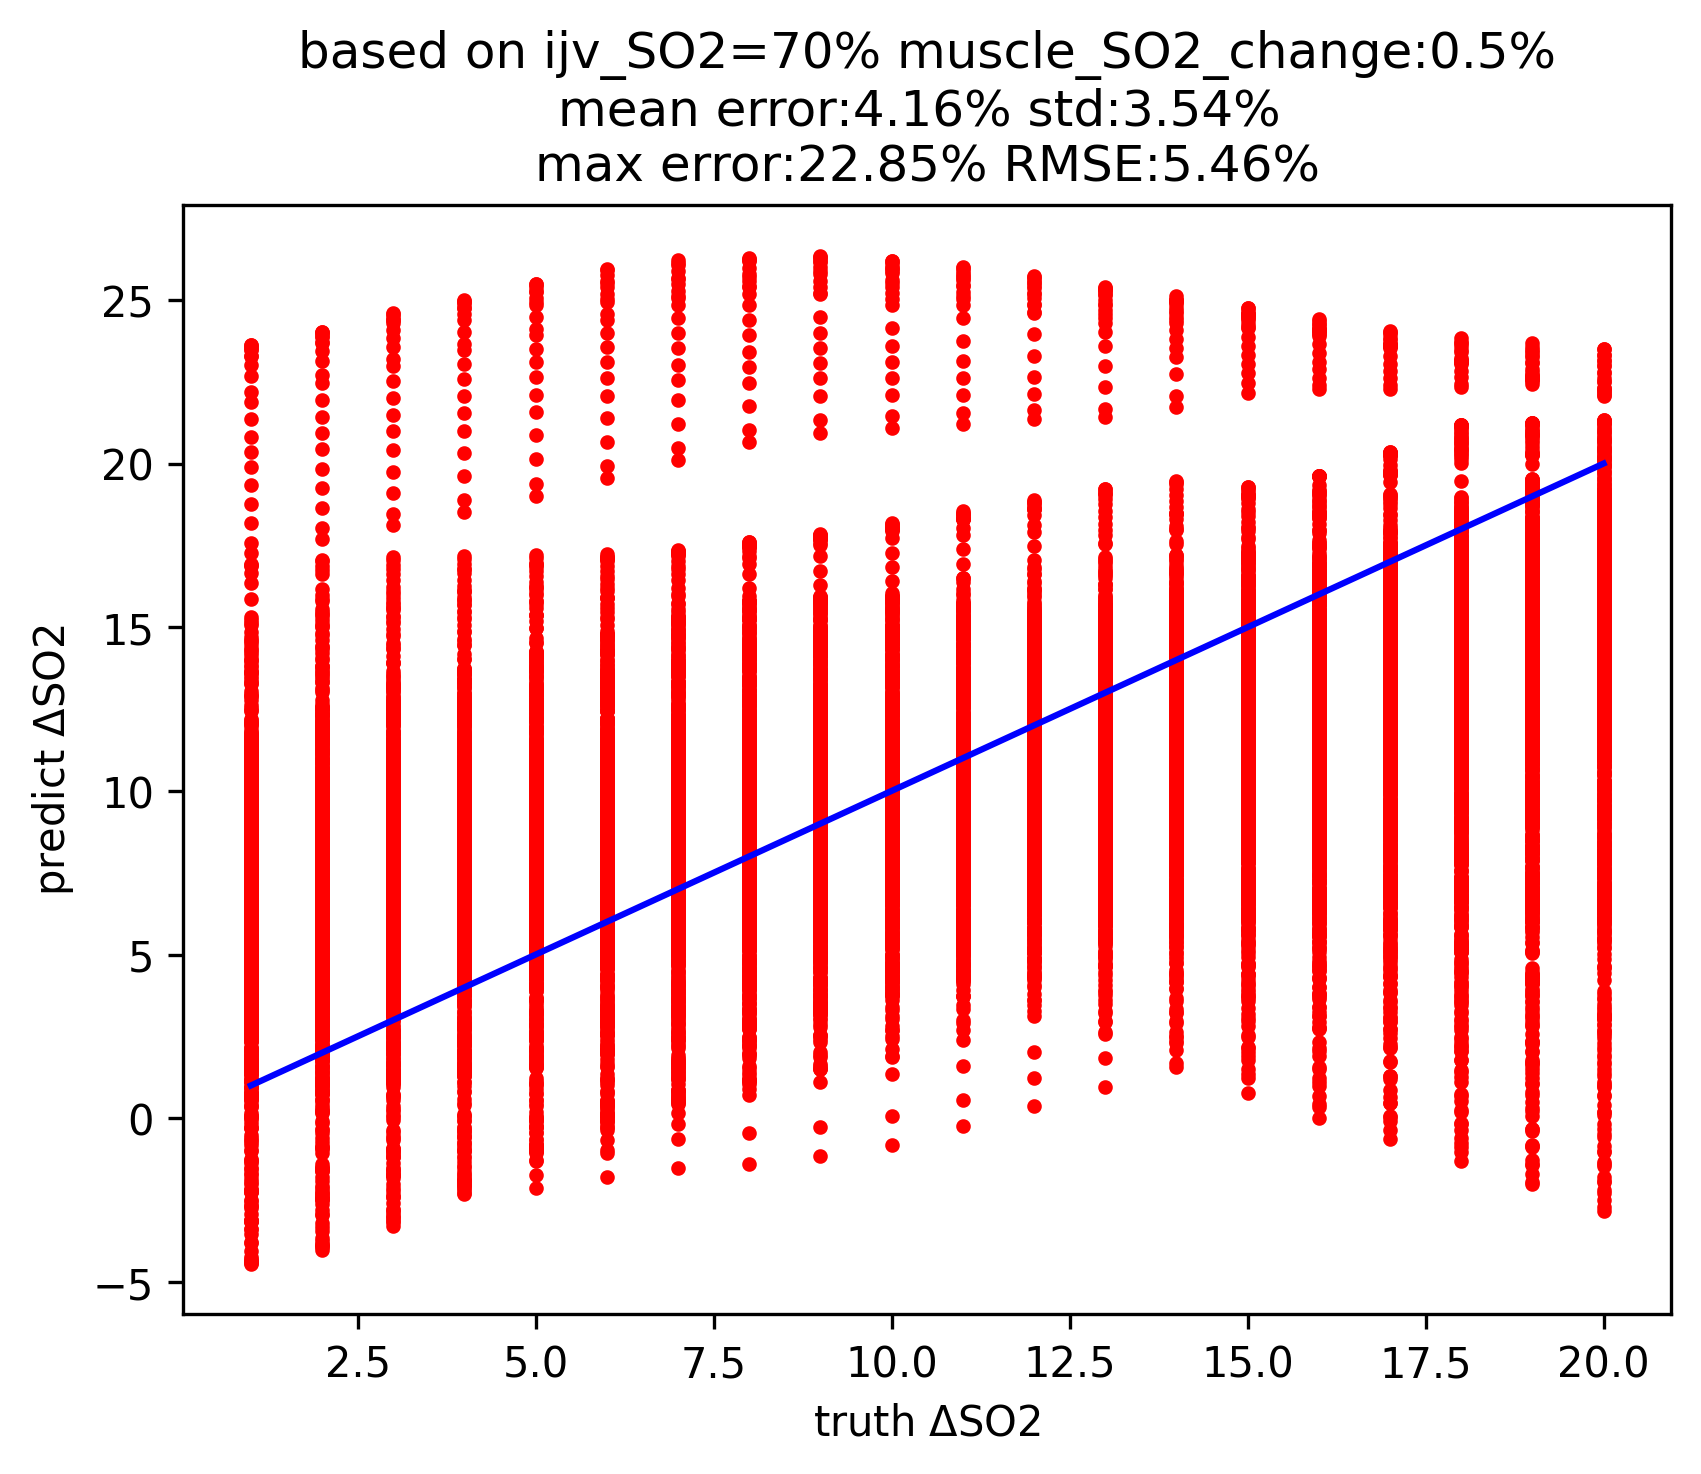 based on ijv_SO2=70% muscle_SO2_change:0.5%
mean error:4.16% std:3.54%
max error:22.85% RMSE:5.46%
25
20
15
10
5
0
−5
predict ΔSO2
2.5 5.0 7.5 10.0 12.5 15.0 17.5 20.0
truth ΔSO2